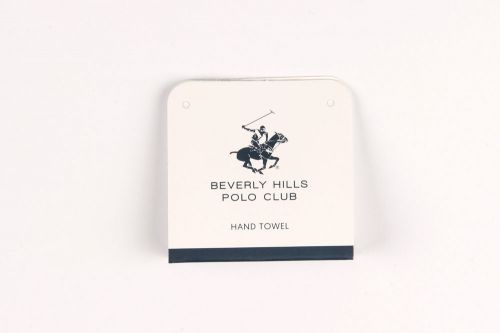 BEVERLY HILLS
POLO CLUB
HAND TOWEL